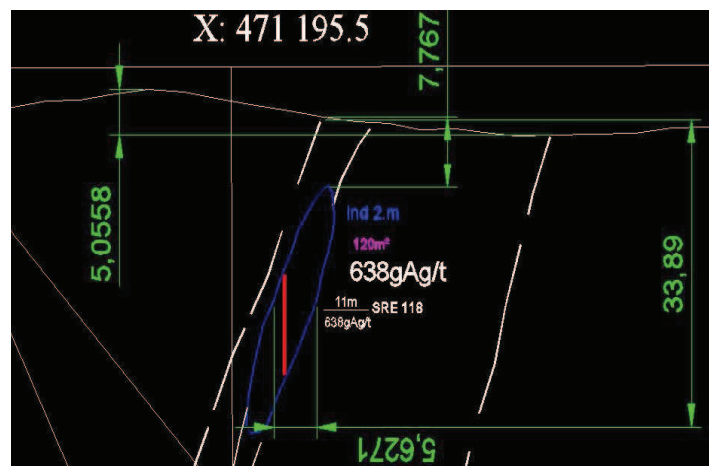 X: 471 195.5
7,767
5,0558
Ind 2.m
120m²
638gAg/t
11m
638gAg/t
SRE 118
33,89
5,6271